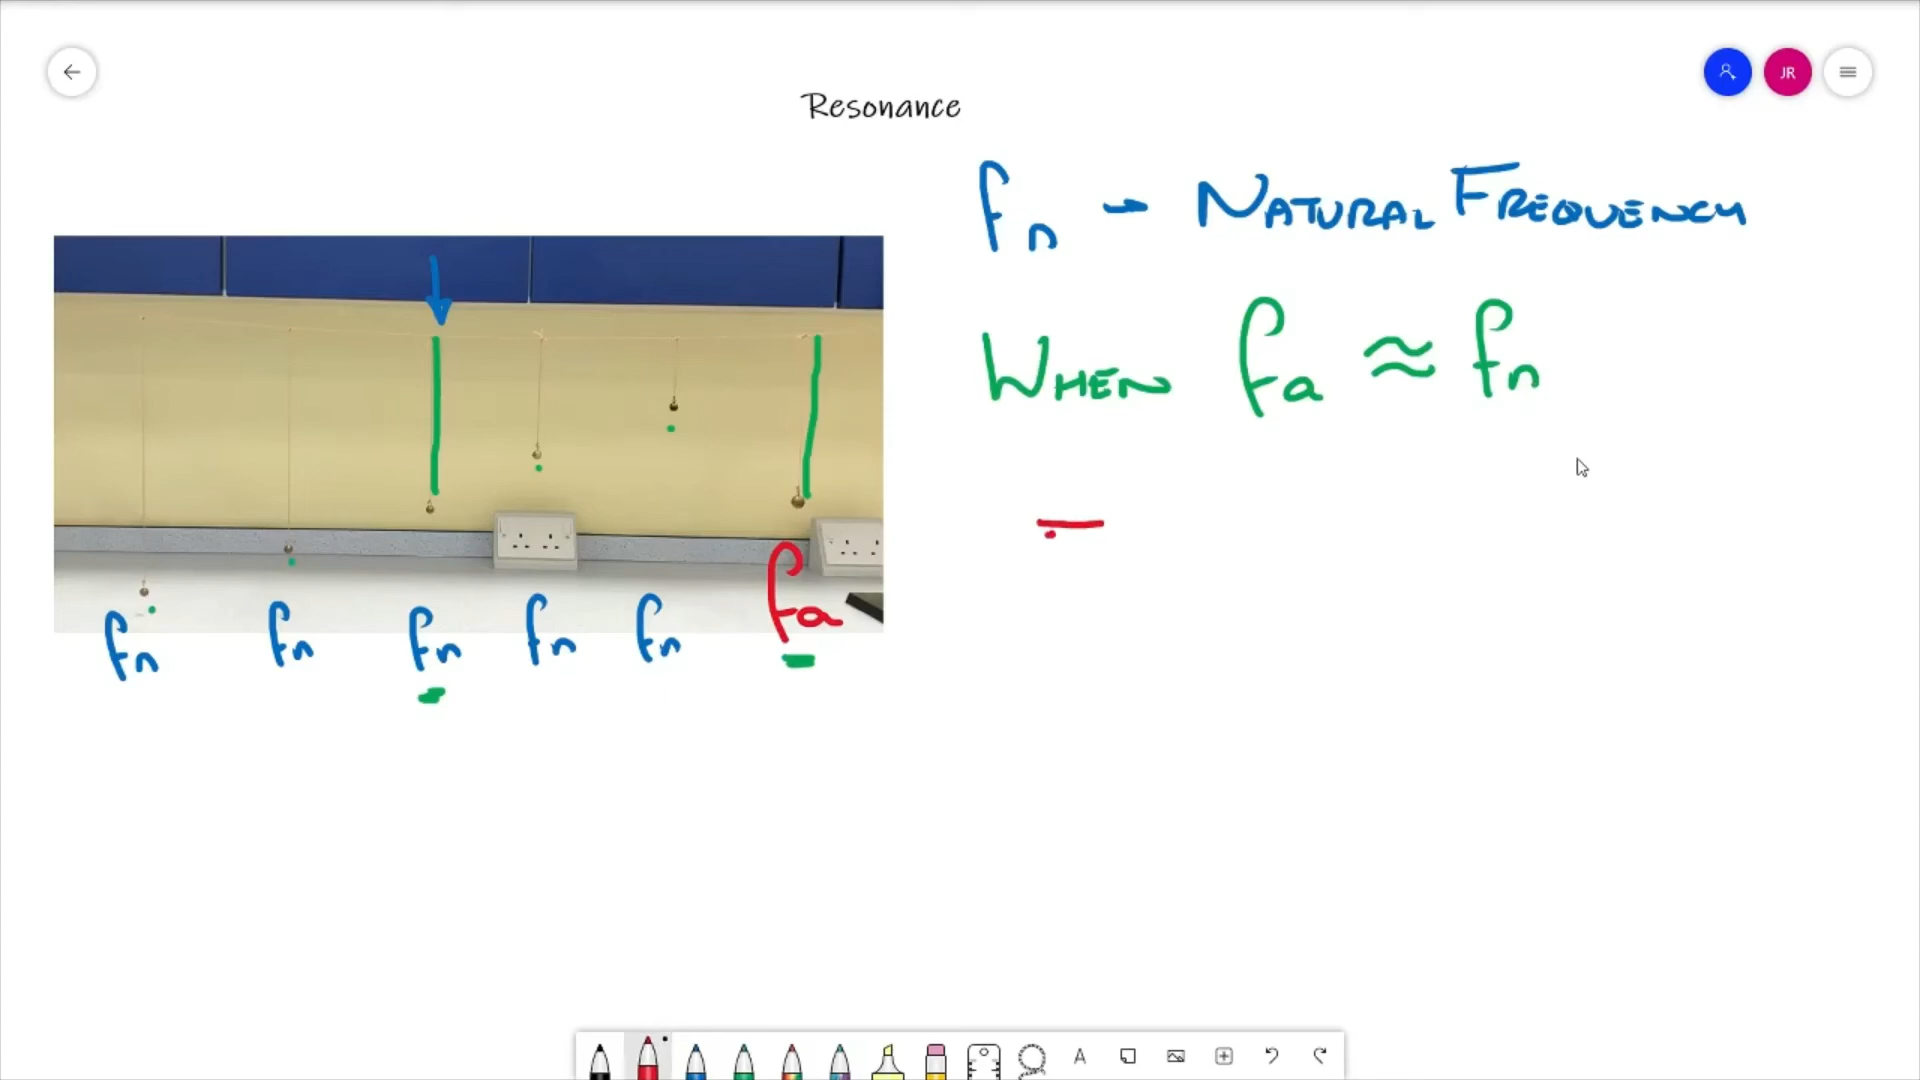 JR
Resonance
fn → NATURAL FREQUENCY
WHEN fa ≈ fn
fn fn fn fn fn fa
A